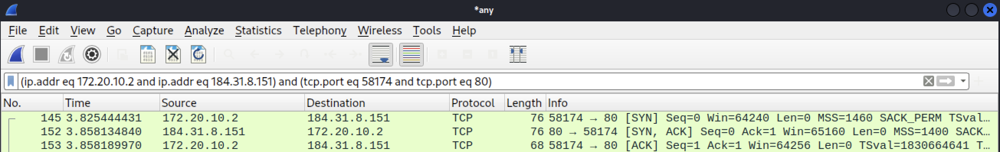 *any
File Edit View Go Capture Analyze Statistics Telephony Wireless Tools Help
(ip.addr eq 172.20.10.2 and ip.addr eq 184.31.8.151) and (tcp.port eq 58174 and tcp.port eq 80)
No. Time Source Destination Protocol Length Info
145 3.825444431 172.20.10.2 184.31.8.151 TCP 76 58174 → 80 [SYN] Seq=0 Win=64240 Len=0 MSS=1460 SACK_PERM TSval…
152 3.858134840 184.31.8.151 172.20.10.2 TCP 76 80 → 58174 [SYN, ACK] Seq=0 Ack=1 Win=65160 Len=0 MSS=1400 SACK…
153 3.858189970 172.20.10.2 184.31.8.151 TCP 68 58174 → 80 [ACK] Seq=1 Ack=1 Win=64256 Len=0 TSval=1830664641 T…